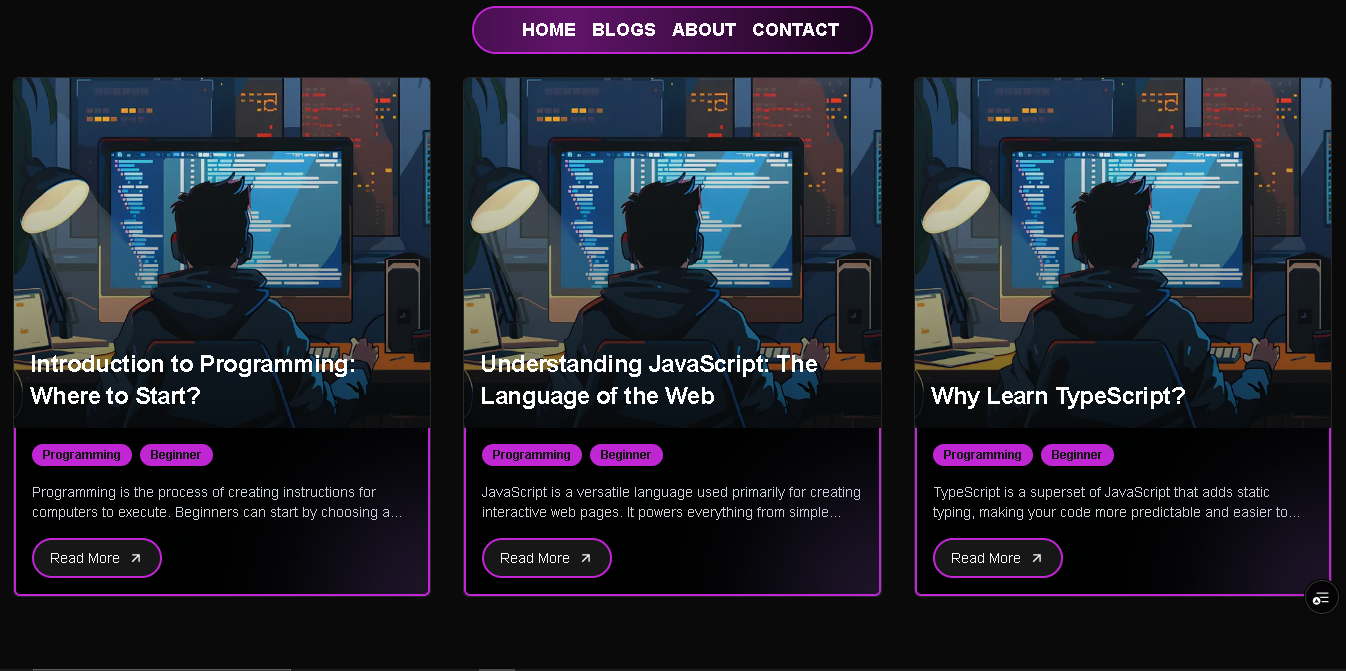 HOME BLOGS ABOUT CONTACT
Introduction to Programming:
Where to Start?
Programming Beginner
Programming is the process of creating instructions for
computers to execute. Beginners can start by choosing a...
Read More
Understanding JavaScript: The
Language of the Web
Programming Beginner
JavaScript is a versatile language used primarily for creating
interactive web pages. It powers everything from simple...
Read More
Why Learn TypeScript?
Programming Beginner
TypeScript is a superset of JavaScript that adds static
typing, making your code more predictable and easier to...
Read More